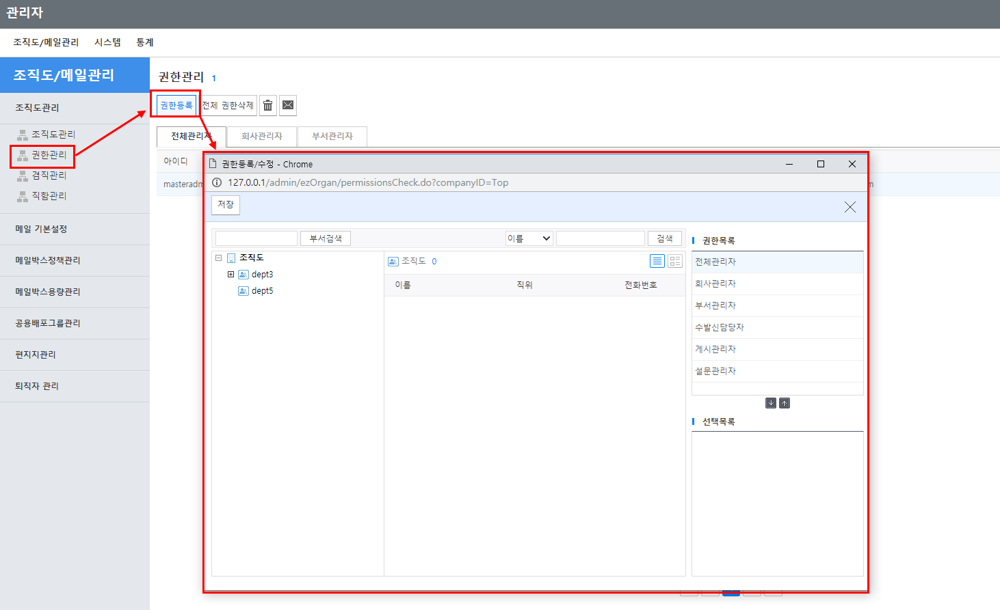 관리자
조직도/메일관리 시스템 통계
조직도/메일관리
조직도관리
조직도관리
권한관리
겸직관리
직함관리
메일 기본설정
메일박스정책관리
메일박스용량관리
공용배포그룹관리
편지지관리
퇴직자 관리
권한관리 1
권한등록 전체 권한삭제
전체관리자 회사관리자 부서관리자
아이디
권한등록/수정 - Chrome
127.0.0.1/admin/ezOrgan/permissionsCheck.do?companyID=Top
저장
부서검색 이름 검색
조직도
dept3
dept5
조직도 0
이름 직위 전화번호
권한목록
전체관리자
회사관리자
부서관리자
수발신담당자
게시관리자
설문관리자
선택목록